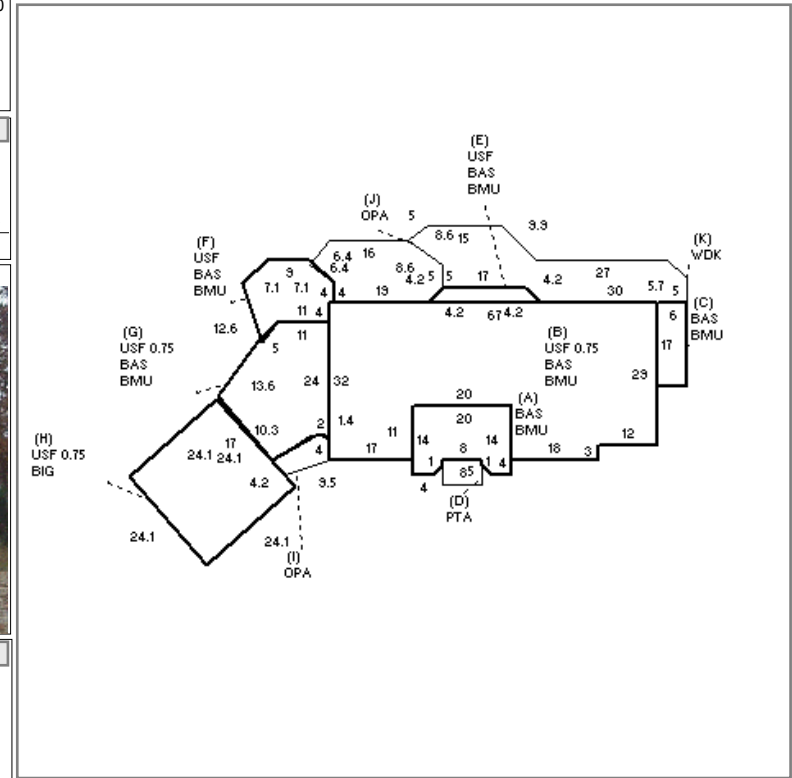 (E)
USF
BAS
BMU
(J)
OPA
5
9.9
8.6 15
(F)
USF
BAS
BMU
(K)
WDK
6.4
16
6.4
8.6
4.2
5
5
17
4.2
27
5.7
5
9
7.1
7.1
4
4
19
30
11
4
4.2
67
4.2
6
(C)
BAS
BMU
12.6
11
5
(G)
USF 0.75
BAS
BMU
(B)
USF 0.75
BAS
BMU
17
13.6
24
32
29
20
(A)
BAS
BMU
20
10.3
2
1.4
11
14
14
12
(H)
USF 0.75
BIG
17
24.1
24.1
4
17
8
18
3
1
1
4
4.2
9.5
4
85
(D)
PTA
24.1
24.1
(I)
OPA